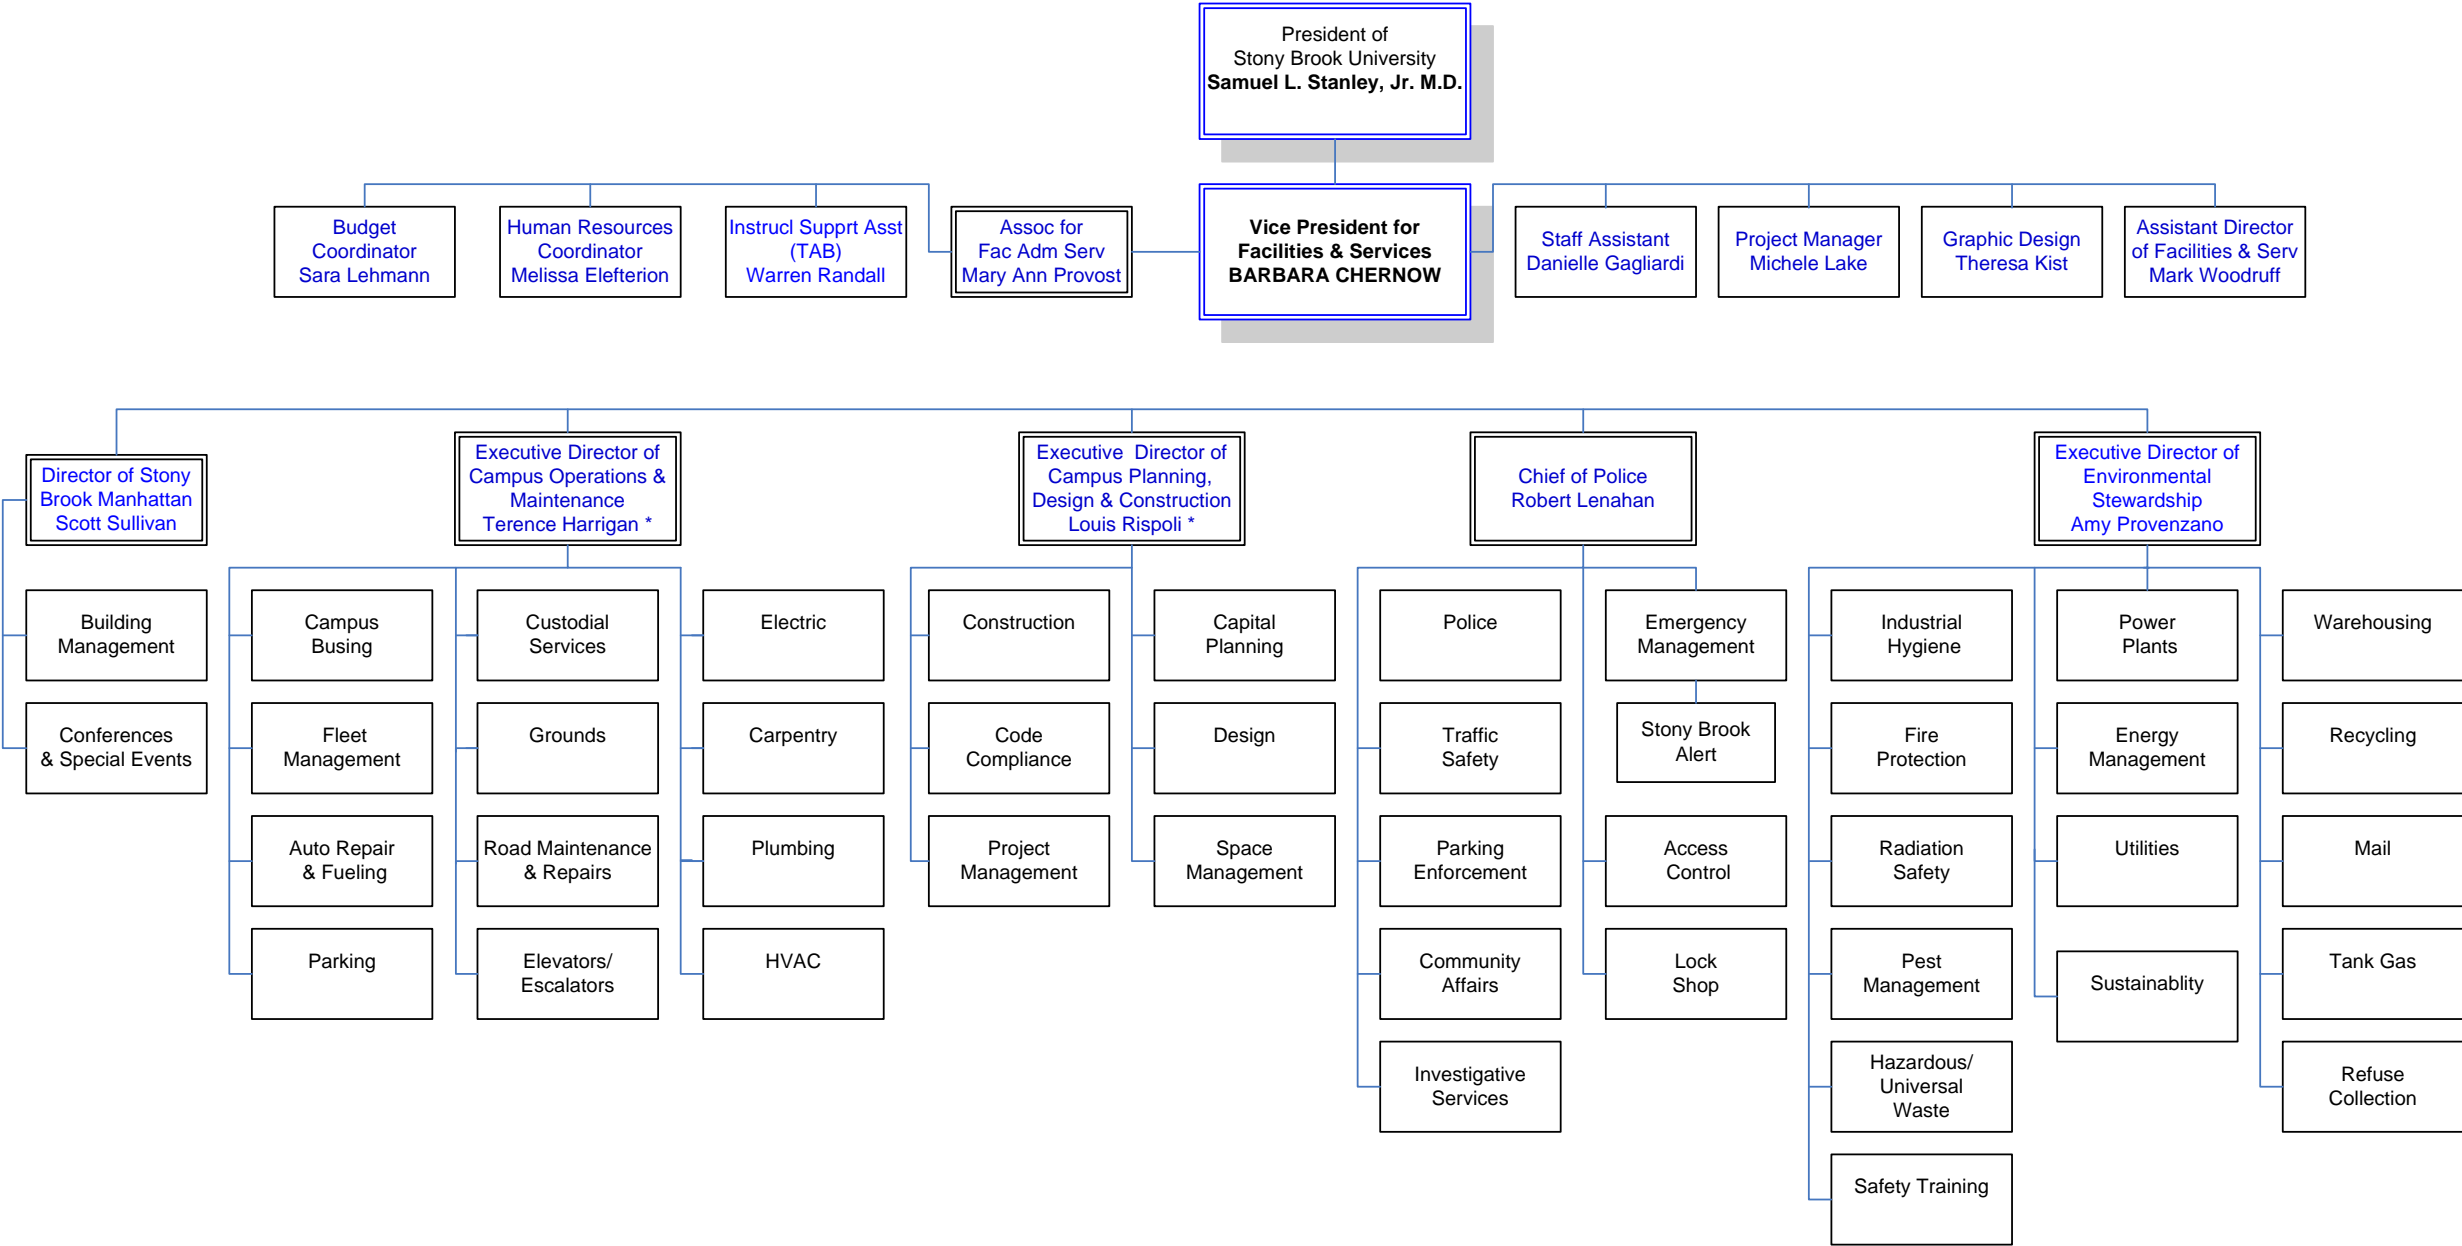 President of
Stony Brook University
Samuel L. Stanley, Jr. M.D.
Budget
Coordinator
Sara Lehmann
Human Resources
Coordinator
Melissa Elefterion
Instrucl Supprt Asst
(TAB)
Warren Randall
Assoc for
Fac Adm Serv
Mary Ann Provost
Vice President for
Facilities & Services
BARBARA CHERNOW
Staff Assistant
Danielle Gagliardi
Project Manager
Michele Lake
Graphic Design
Theresa Kist
Assistant Director
of Facilities & Serv
Mark Woodruff
Director of Stony
Brook Manhattan
Scott Sullivan
Executive Director of
Campus Operations &
Maintenance
Terence Harrigan *
Executive  Director of
Campus Planning,
Design & Construction
Louis Rispoli *
Chief of Police
Robert Lenahan
Executive Director of
Environmental
Stewardship
Amy Provenzano
Building
Management
Conferences
& Special Events
Campus
Busing
Fleet
Management
Auto Repair
& Fueling
Parking
Custodial
Services
Grounds
Road Maintenance
& Repairs
Elevators/
Escalators
Electric
Carpentry
Plumbing
HVAC
Construction
Code
Compliance
Project
Management
Capital
Planning
Design
Space
Management
Police
Traffic
Safety
Parking
Enforcement
Community
Affairs
Investigative
Services
Emergency
Management
Stony Brook
Alert
Access
Control
Lock
Shop
Industrial
Hygiene
Fire
Protection
Radiation
Safety
Pest
Management
Hazardous/
Universal
Waste
Safety Training
Power
Plants
Energy
Management
Utilities
Sustainablity
Warehousing
Recycling
Mail
Tank Gas
Refuse
Collection